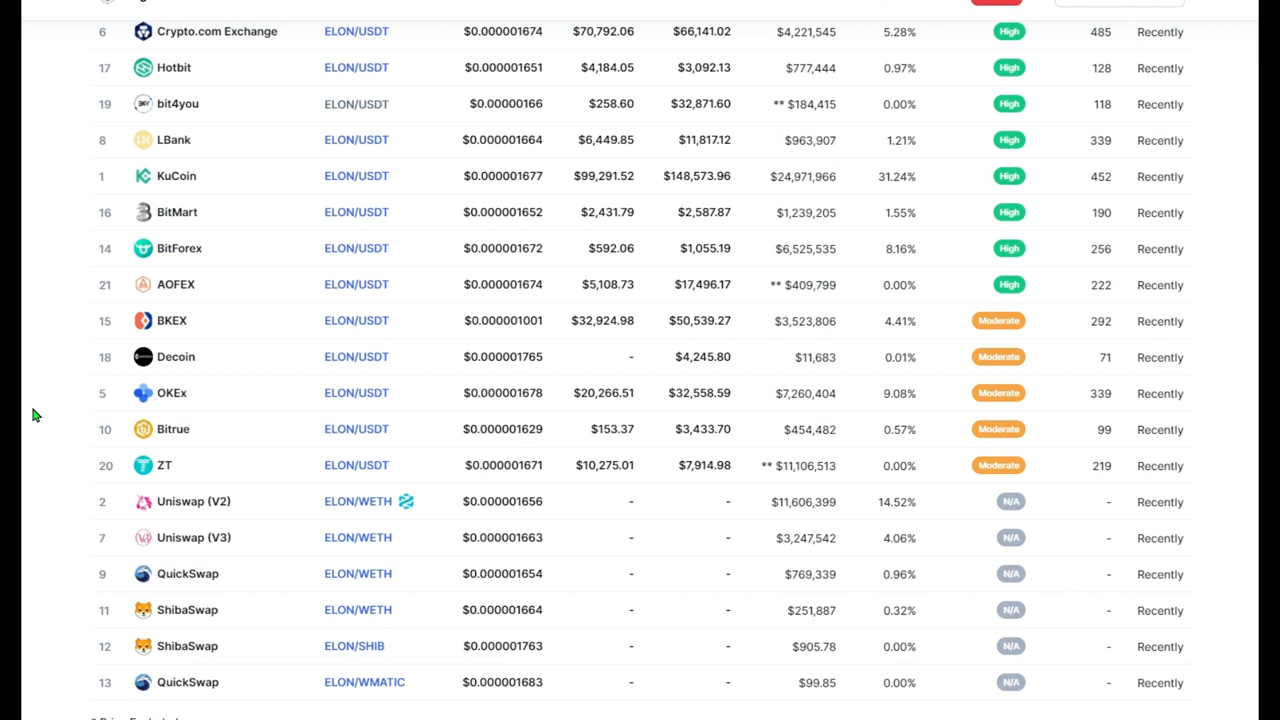 6 Crypto.com Exchange ELON/USDT $0.000001674 $70,792.06 $66,141.02 $4,221,545 5.28% High 485 Recently
17 Hotbit ELON/USDT $0.000001651 $4,184.05 $3,092.13 $777,444 0.97% High 128 Recently
19 bit4you ELON/USDT $0.00000166 $258.60 $32,871.60 ** $184,415 0.00% High 118 Recently
8 LBank ELON/USDT $0.000001664 $6,449.85 $11,817.12 $963,907 1.21% High 339 Recently
1 KuCoin ELON/USDT $0.000001677 $99,291.52 $148,573.96 $24,971,966 31.24% High 452 Recently
16 BitMart ELON/USDT $0.000001652 $2,431.79 $2,587.87 $1,239,205 1.55% High 190 Recently
14 BitForex ELON/USDT $0.000001672 $592.06 $1,055.19 $6,525,535 8.16% High 256 Recently
21 AOFEX ELON/USDT $0.000001674 $5,108.73 $17,496.17 ** $409,799 0.00% High 222 Recently
15 BKEX ELON/USDT $0.000001001 $32,924.98 $50,539.27 $3,523,806 4.41% Moderate 292 Recently
18 Decoin ELON/USDT $0.000001765 - $4,245.80 $11,683 0.01% Moderate 71 Recently
5 OKEx ELON/USDT $0.000001678 $20,266.51 $32,558.59 $7,260,404 9.08% Moderate 339 Recently
10 Bitrue ELON/USDT $0.000001629 $153.37 $3,433.70 $454,482 0.57% Moderate 99 Recently
20 ZT ELON/USDT $0.000001671 $10,275.01 $7,914.98 ** $11,106,513 0.00% Moderate 219 Recently
2 Uniswap (V2) ELON/WETH $0.000001656 - - $11,606,399 14.52% N/A - Recently
7 Uniswap (V3) ELON/WETH $0.000001663 - - $3,247,542 4.06% N/A - Recently
9 QuickSwap ELON/WETH $0.000001654 - - $769,339 0.96% N/A - Recently
11 ShibaSwap ELON/WETH $0.000001664 - - $251,887 0.32% N/A - Recently
12 ShibaSwap ELON/SHIB $0.000001763 - - $905.78 0.00% N/A - Recently
13 QuickSwap ELON/WMATIC $0.000001683 - - $99.85 0.00% N/A - Recently